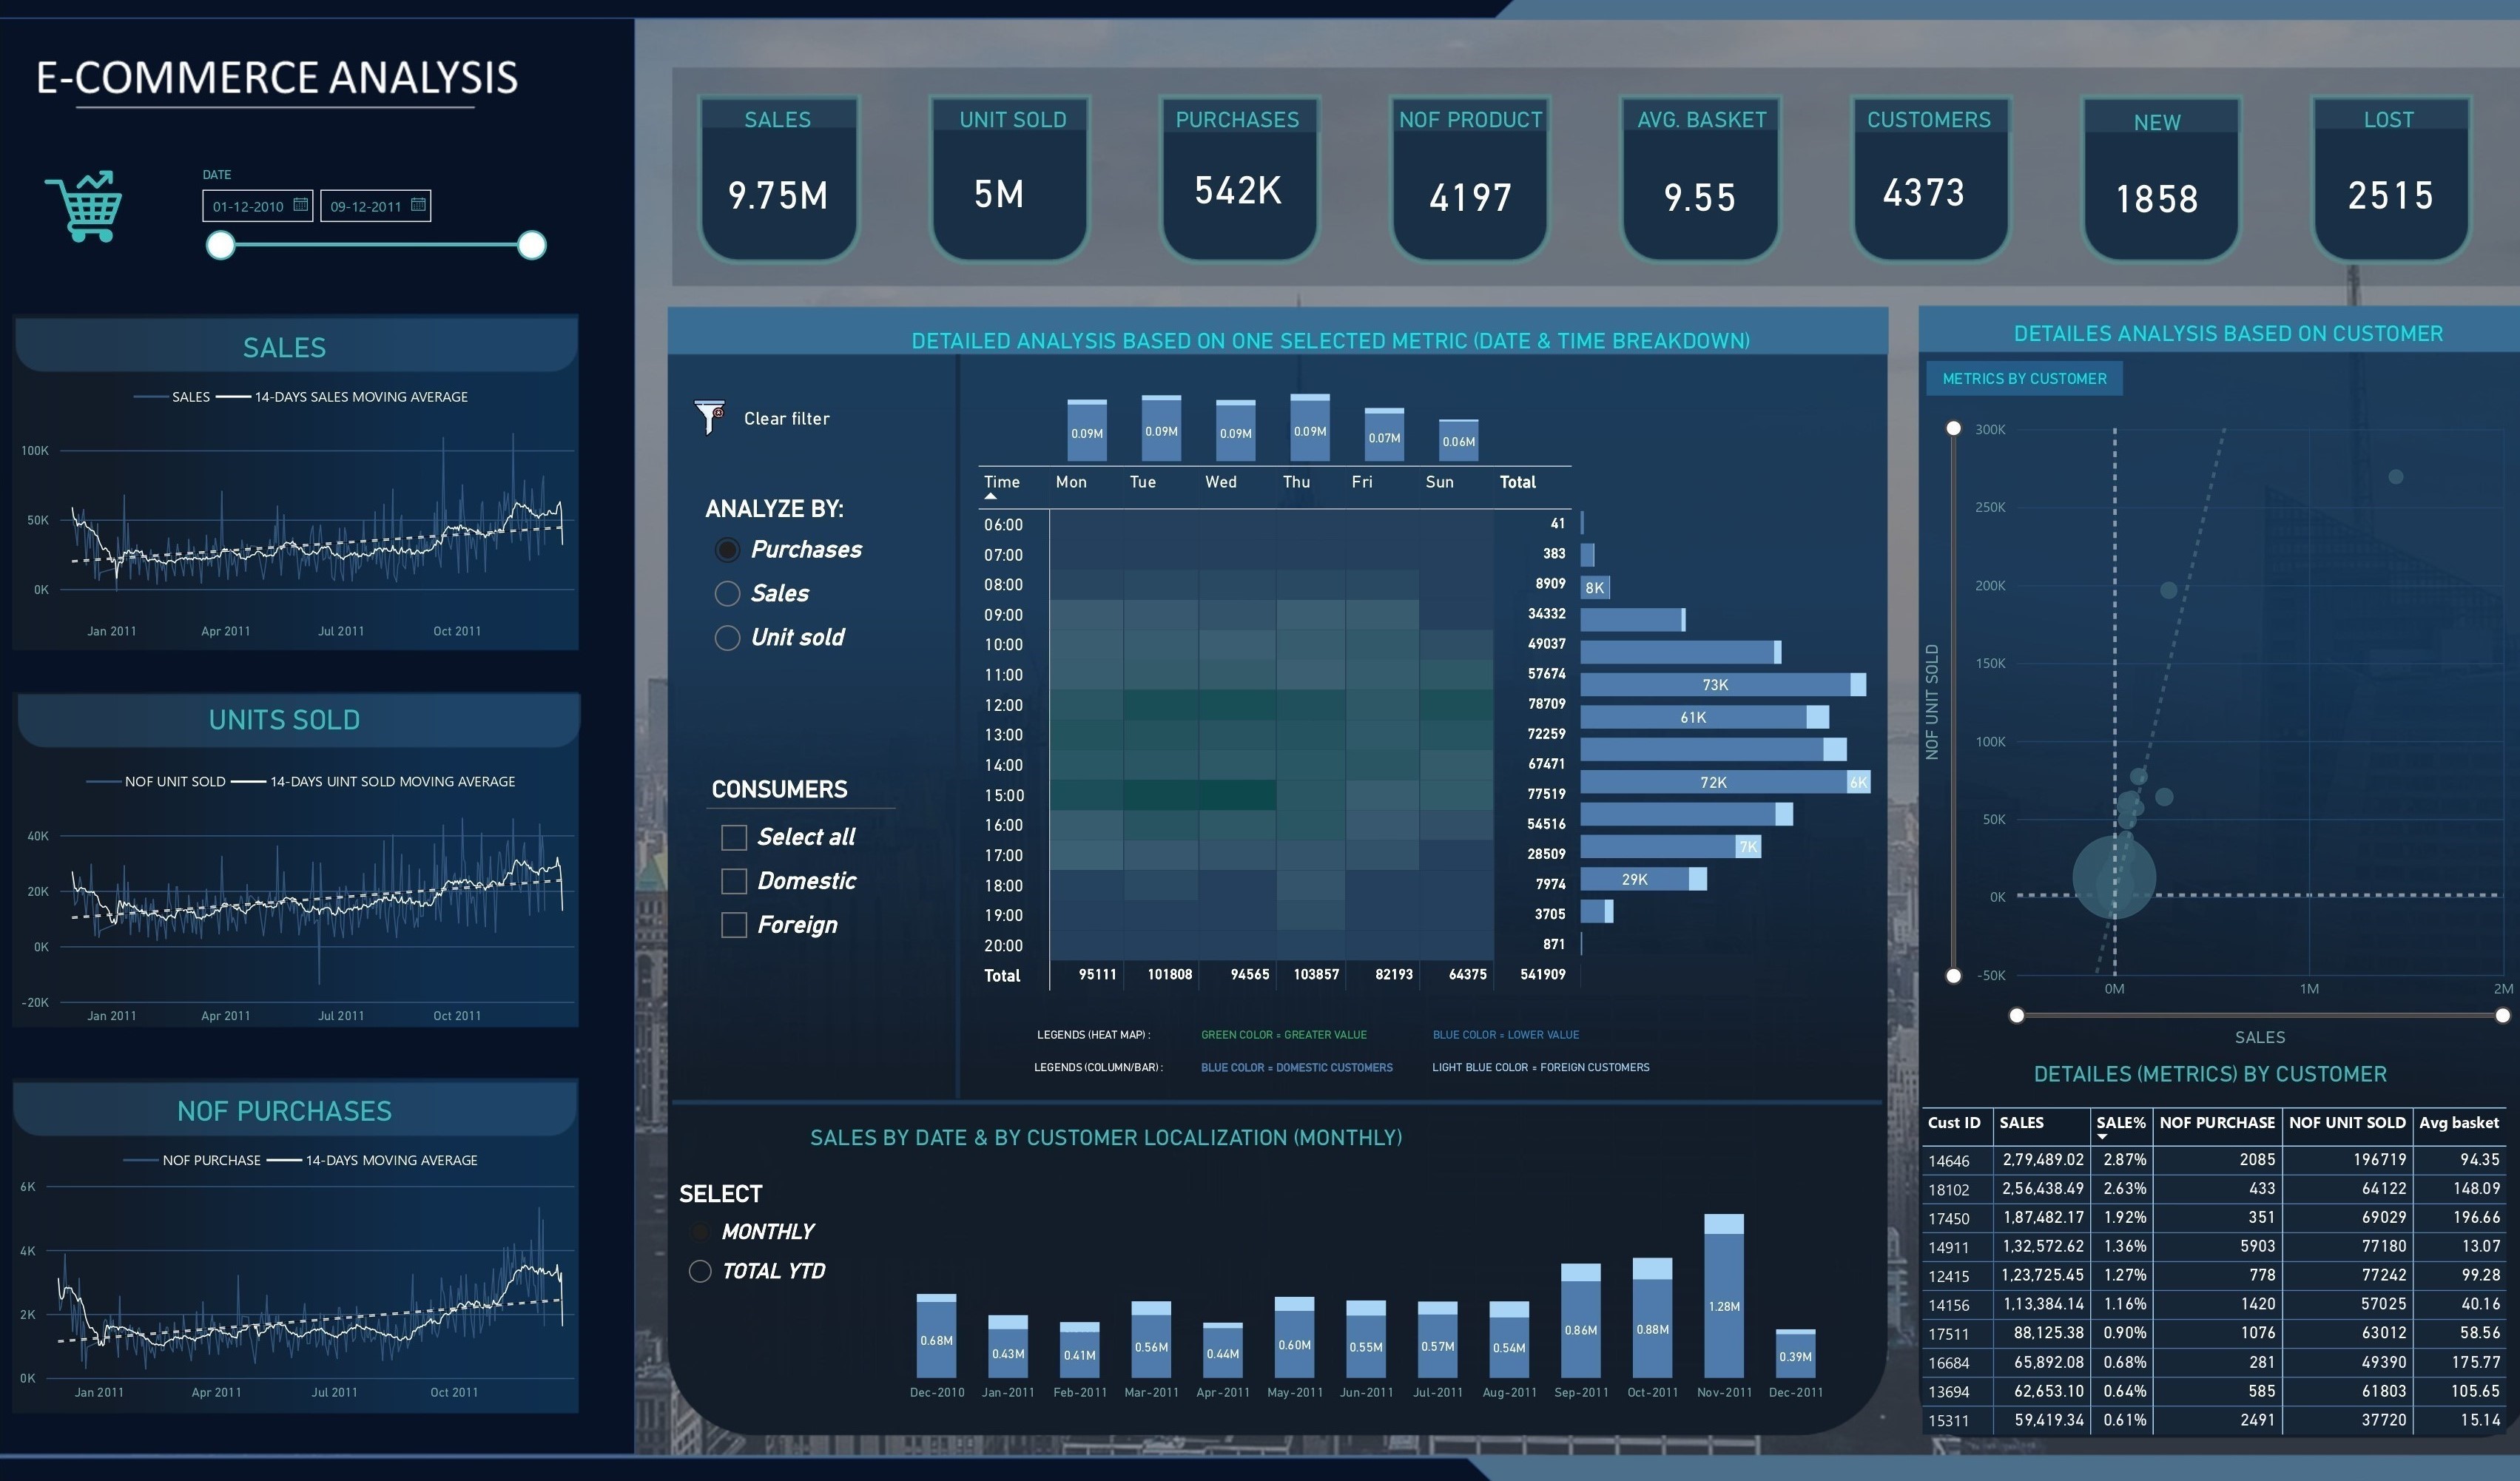 E-COMMERCE ANALYSIS
DATE
01-12-2010 09-12-2011
SALES
9.75M
UNIT SOLD
5M
PURCHASES
542K
NOF PRODUCT
4197
AVG. BASKET
9.55
CUSTOMERS
4373
NEW
1858
LOST
2515
SALES
SALES 14-DAYS SALES MOVING AVERAGE
100K
50K
0K
Jan 2011 Apr 2011 Jul 2011 Oct 2011
UNITS SOLD
NOF UNIT SOLD 14-DAYS UINT SOLD MOVING AVERAGE
40K
20K
0K
-20K
Jan 2011 Apr 2011 Jul 2011 Oct 2011
NOF PURCHASES
NOF PURCHASE 14-DAYS MOVING AVERAGE
6K
4K
2K
0K
Jan 2011 Apr 2011 Jul 2011 Oct 2011
DETAILED ANALYSIS BASED ON ONE SELECTED METRIC (DATE & TIME BREAKDOWN)
Clear filter
ANALYZE BY:
Purchases
Sales
Unit sold
CONSUMERS
Select all
Domestic
Foreign
0.09M 0.09M 0.09M 0.09M 0.07M 0.06M
Time Mon Tue Wed Thu Fri Sun Total
06:00 41
07:00 383
08:00 8909
09:00 34332
10:00 49037
11:00 57674
12:00 78709
13:00 72259
14:00 67471
15:00 77519
16:00 54516
17:00 28509
18:00 7974
19:00 3705
20:00 871
Total 95111 101808 94565 103857 82193 64375 541909
8K
73K
61K
72K 6K
7K
29K
LEGENDS (HEAT MAP) : GREEN COLOR = GREATER VALUE BLUE COLOR = LOWER VALUE
LEGENDS (COLUMN/BAR) : BLUE COLOR = DOMESTIC CUSTOMERS LIGHT BLUE COLOR = FOREIGN CUSTOMERS
SALES BY DATE & BY CUSTOMER LOCALIZATION (MONTHLY)
SELECT
MONTHLY
TOTAL YTD
0.68M 0.43M 0.41M 0.56M 0.44M 0.60M 0.55M 0.57M 0.54M 0.86M 0.88M 1.28M 0.39M
Dec-2010 Jan-2011 Feb-2011 Mar-2011 Apr-2011 May-2011 Jun-2011 Jul-2011 Aug-2011 Sep-2011 Oct-2011 Nov-2011 Dec-2011
DETAILES ANALYSIS BASED ON CUSTOMER
METRICS BY CUSTOMER
NOF UNIT SOLD
300K
250K
200K
150K
100K
50K
0K
-50K
0M 1M 2M
SALES
DETAILES (METRICS) BY CUSTOMER
Cust ID SALES SALE% NOF PURCHASE NOF UNIT SOLD Avg basket
14646 2,79,489.02 2.87% 2085 196719 94.35
18102 2,56,438.49 2.63% 433 64122 148.09
17450 1,87,482.17 1.92% 351 69029 196.66
14911 1,32,572.62 1.36% 5903 77180 13.07
12415 1,23,725.45 1.27% 778 77242 99.28
14156 1,13,384.14 1.16% 1420 57025 40.16
17511 88,125.38 0.90% 1076 63012 58.56
16684 65,892.08 0.68% 281 49390 175.77
13694 62,653.10 0.64% 585 61803 105.65
15311 59,419.34 0.61% 2491 37720 15.14